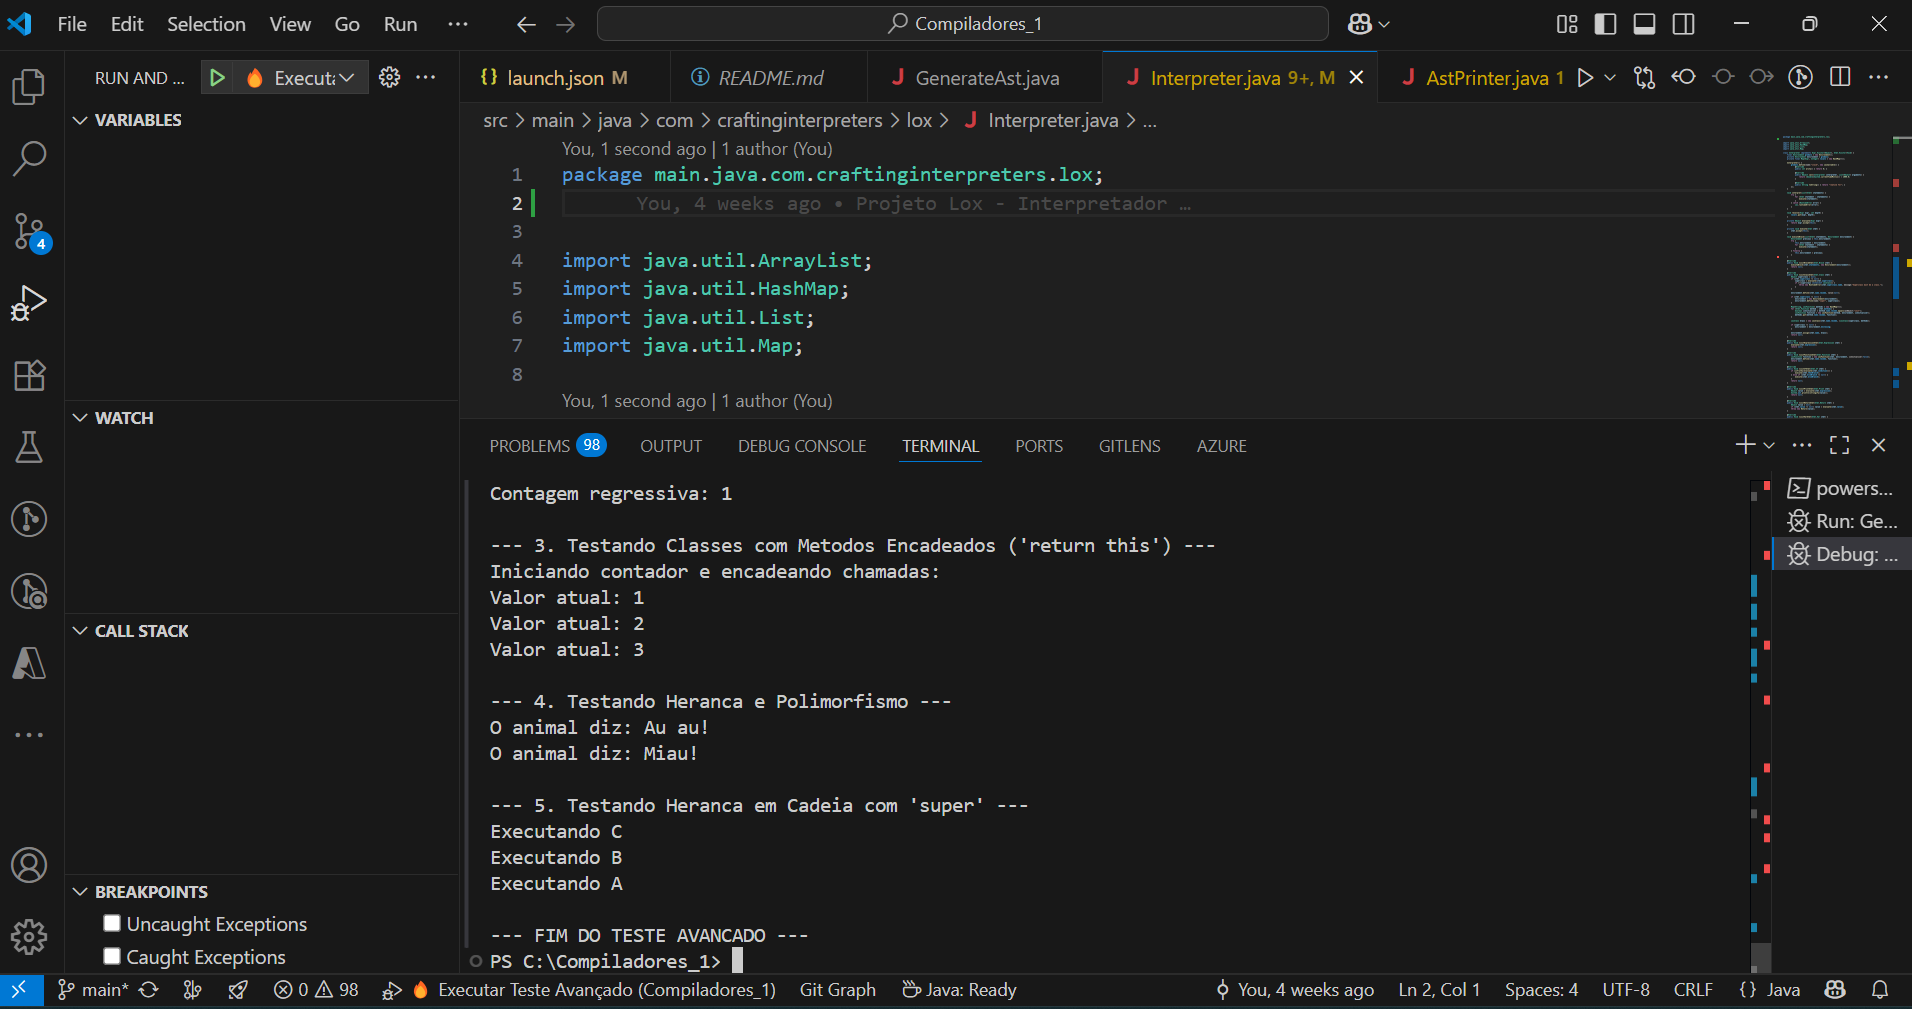 File Edit Selection View Go Run ··· Compiladores_1
RUN AND ... Execut ···
launch.json M README.md GenerateAst.java Interpreter.java 9+, M AstPrinter.java 1 ···
src > main > java > com > craftinginterpreters > lox > Interpreter.java > ...
VARIABLES
WATCH
CALL STACK
BREAKPOINTS
Uncaught Exceptions
Caught Exceptions
4
You, 1 second ago | 1 author (You)
1 package main.java.com.craftinginterpreters.lox;
2 You, 4 weeks ago • Projeto Lox - Interpretador …
3
4 import java.util.ArrayList;
5 import java.util.HashMap;
6 import java.util.List;
7 import java.util.Map;
8
You, 1 second ago | 1 author (You)
PROBLEMS 98 OUTPUT DEBUG CONSOLE TERMINAL PORTS GITLENS AZURE
Contagem regressiva: 1
--- 3. Testando Classes com Metodos Encadeados ('return this') ---
Iniciando contador e encadeando chamadas:
Valor atual: 1
Valor atual: 2
Valor atual: 3
--- 4. Testando Heranca e Polimorfismo ---
O animal diz: Au au!
O animal diz: Miau!
--- 5. Testando Heranca em Cadeia com 'super' ---
Executando C
Executando B
Executando A
--- FIM DO TESTE AVANCADO ---
PS C:\Compiladores_1>
powers...
Run: Ge...
Debug: ...
main* 0 98 Executar Teste Avançado (Compiladores_1) Git Graph Java: Ready You, 4 weeks ago Ln 2, Col 1 Spaces: 4 UTF-8 CRLF {} Java